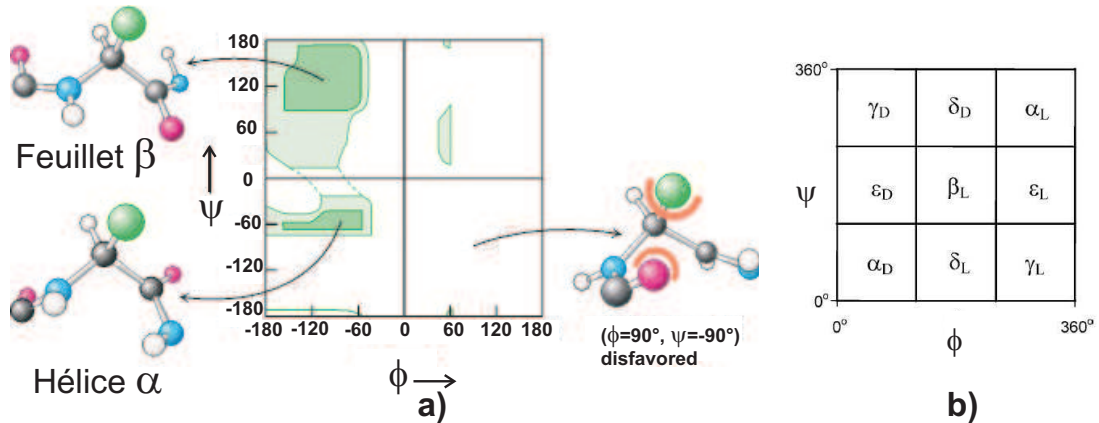 Feuillet β
Hélice α
ψ
180
120
60
0
-60
-120
-180
-180 -120 -60 0 60 120 180
ϕ
a)
(ϕ=90°, ψ=-90°)
disfavored
360°
ψ
0°
γD δD αL
εD βL εL
αD δL γL
0° 360°
ϕ
b)